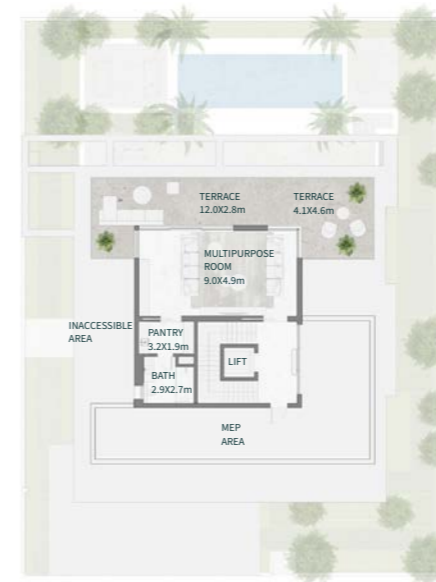 TERRACE
12.0X2.8m
TERRACE
4.1X4.6m
MULTIPURPOSE
ROOM
9.0X4.9m
INACCESSIBLE
AREA
PANTRY
3.2X1.9m
LIFT
BATH
2.9X2.7m
MEP
AREA